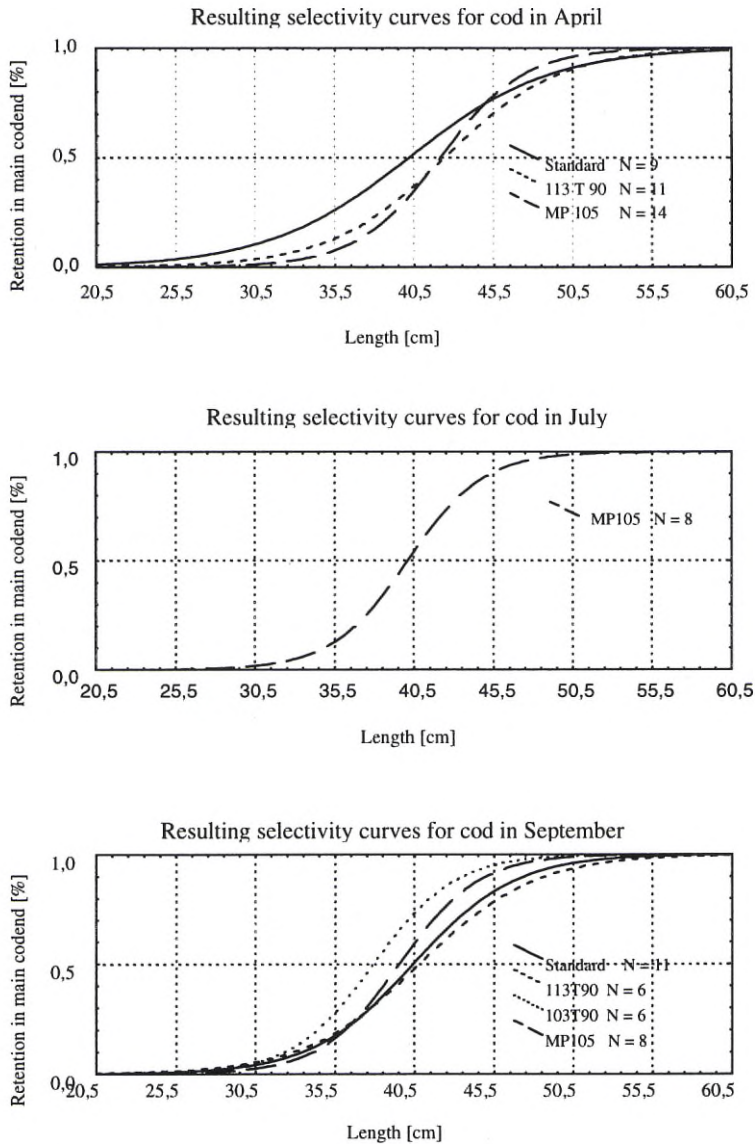 Resulting selectivity curves for cod in April
Retention in main codend [%]
1,0
0,5
0,0
Standard N = 9
113 T 90 N = 11
MP 105 N = 14
20,5 25,5 30,5 35,5 40,5 45,5 50,5 55,5 60,5
Length [cm]
Resulting selectivity curves for cod in July
Retention in main codend [%]
1,0
0,5
0,0
MP105 N = 8
20,5 25,5 30,5 35,5 40,5 45,5 50,5 55,5 60,5
Length [cm]
Resulting selectivity curves for cod in September
Retention in main codend [%]
1,0
0,5
0,0
Standard N = 11
113T90 N = 6
103T90 N = 6
MP105 N = 8
20,5 25,5 30,5 35,5 40,5 45,5 50,5 55,5 60,5
Length [cm]